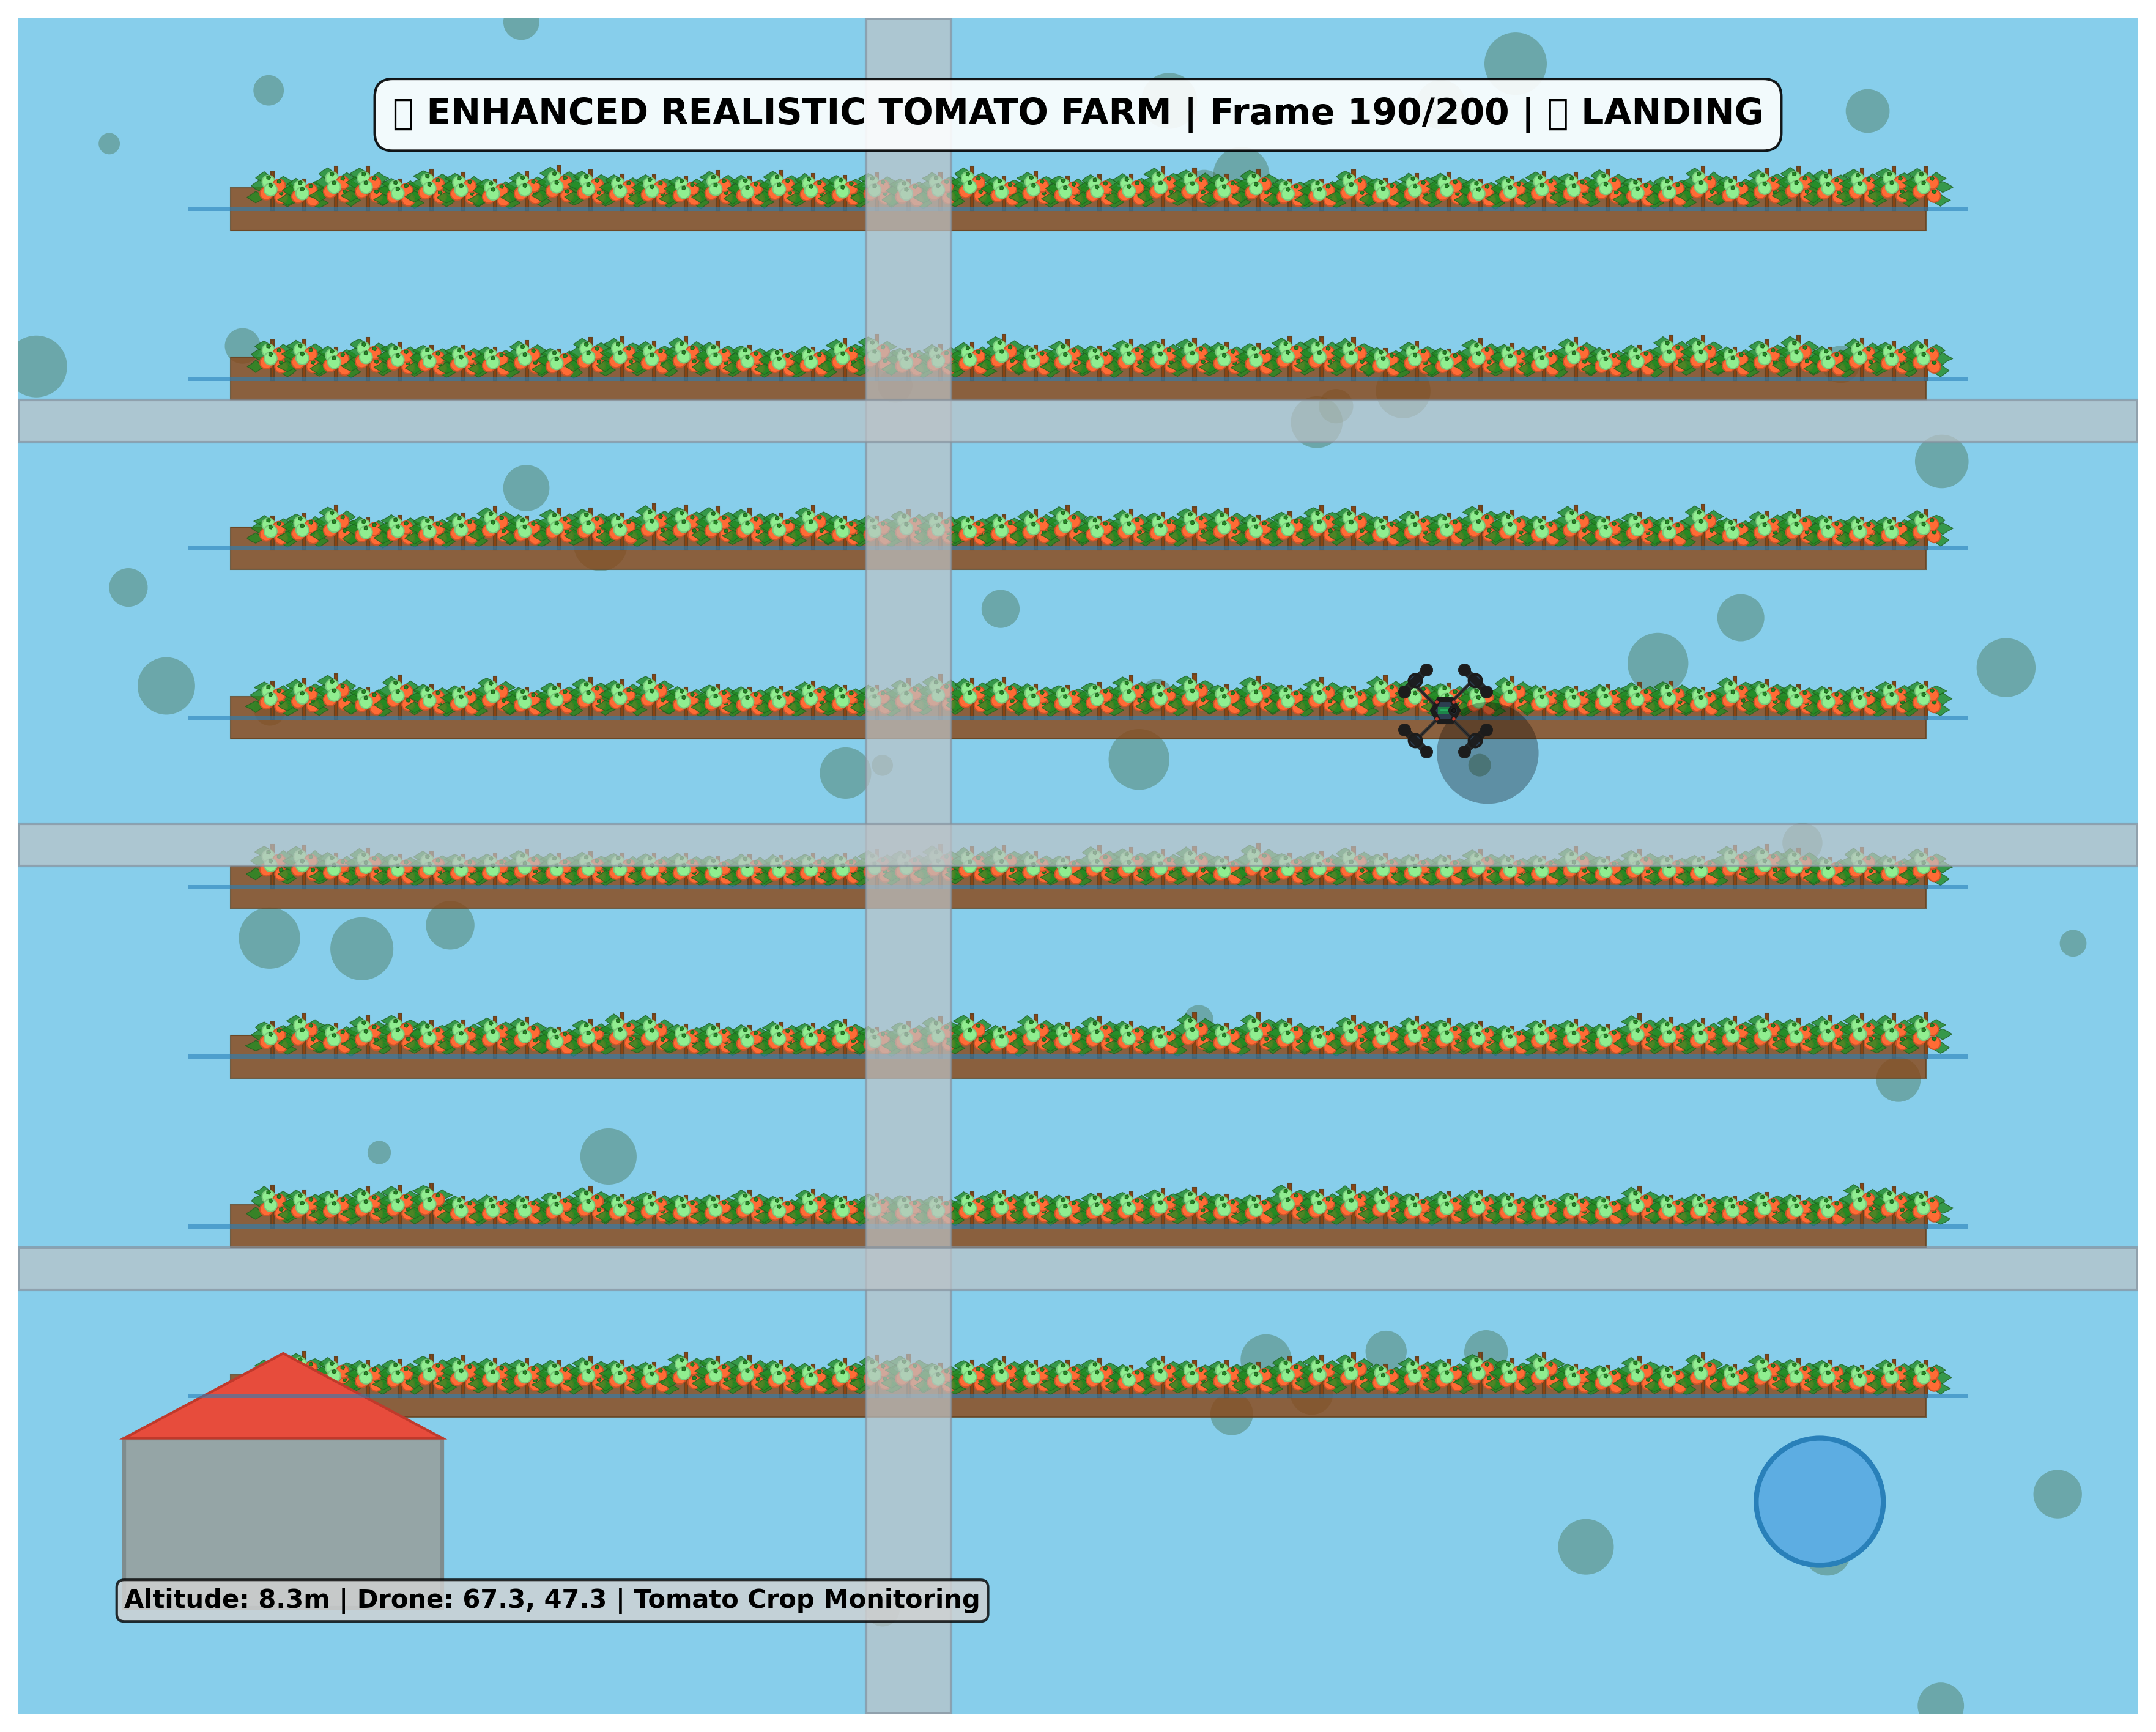 ▯ ENHANCED REALISTIC TOMATO FARM | Frame 190/200 | ▯ LANDING
Altitude: 8.3m | Drone: 67.3, 47.3 | Tomato Crop Monitoring